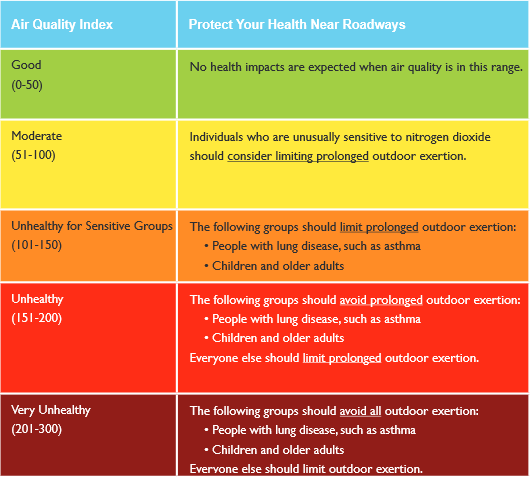 Air Quality Index
Protect Your Health Near Roadways
Good
(0-50)
No health impacts are expected when air quality is in this range.
Moderate
(51-100)
Individuals who are unusually sensitive to nitrogen dioxide
should consider limiting prolonged outdoor exertion.
Unhealthy for Sensitive Groups
(101-150)
The following groups should limit prolonged outdoor exertion:
• People with lung disease, such as asthma
• Children and older adults
Unhealthy
(151-200)
The following groups should avoid prolonged outdoor exertion:
• People with lung disease, such as asthma
• Children and older adults
Everyone else should limit prolonged outdoor exertion.
Very Unhealthy
(201-300)
The following groups should avoid all outdoor exertion:
• People with lung disease, such as asthma
• Children and older adults
Everyone else should limit outdoor exertion.